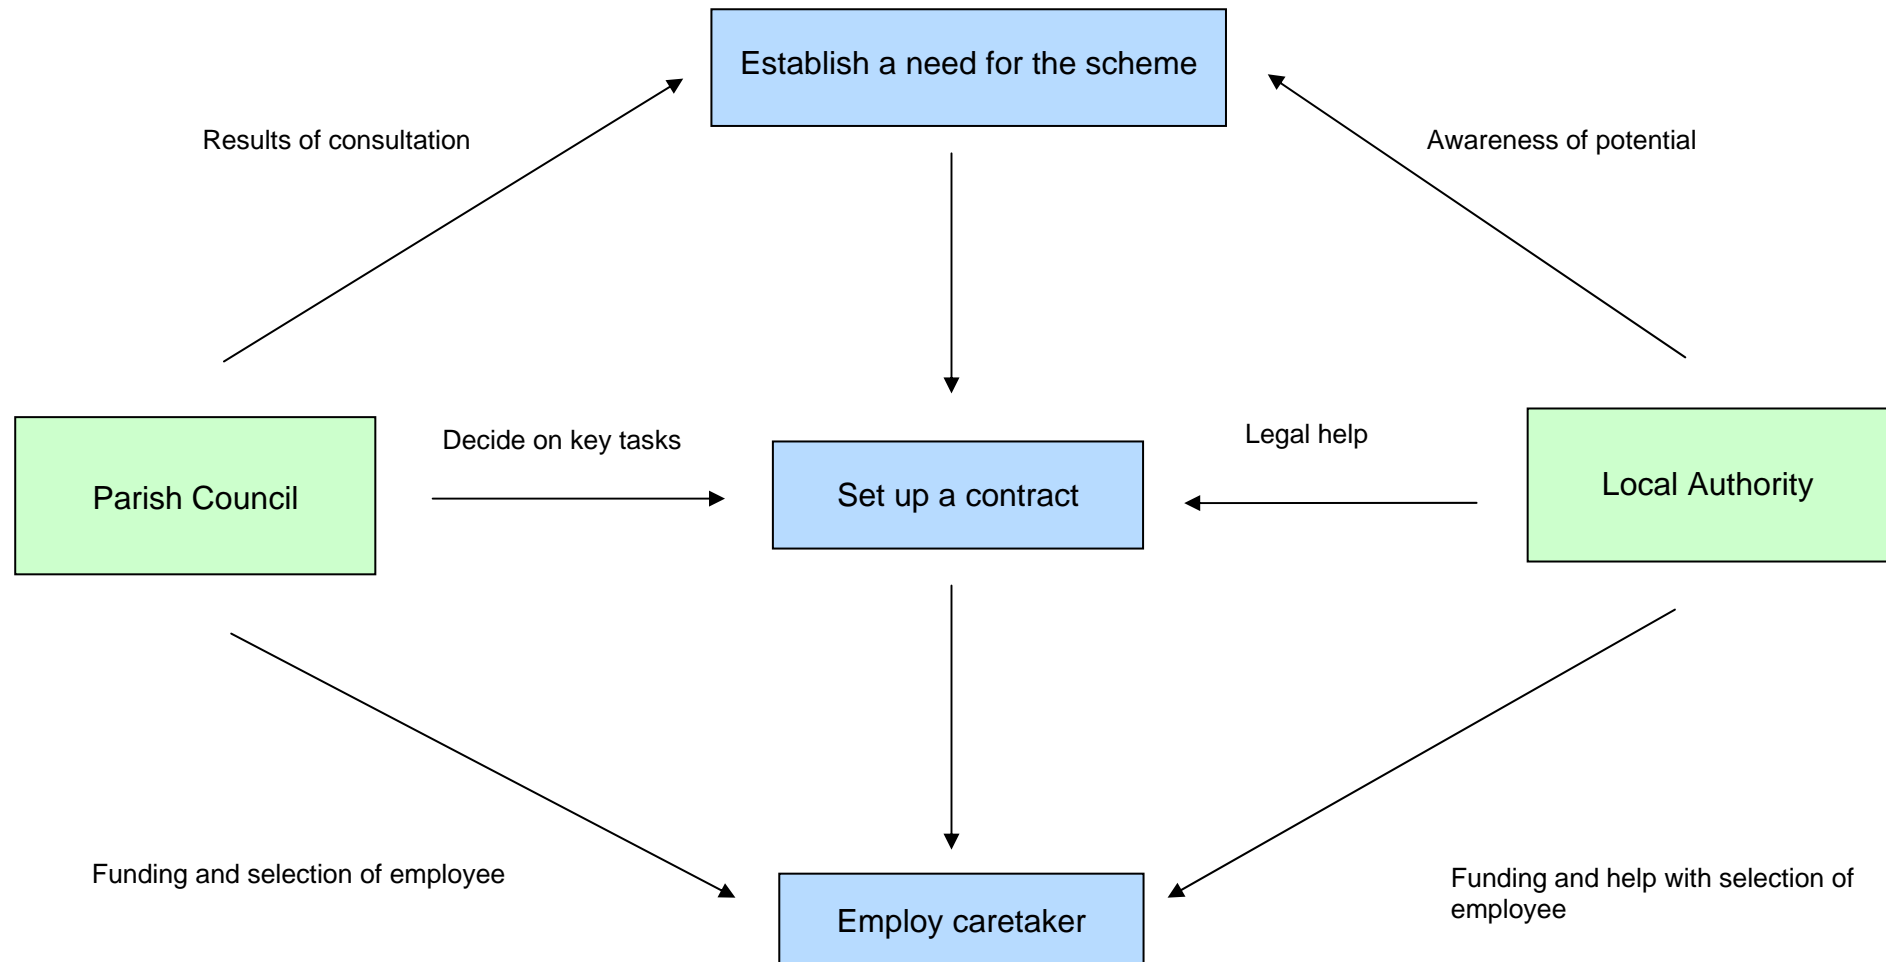 Establish a need for the scheme
Results of consultation
Awareness of potential
Decide on key tasks
Legal help
Parish Council
Set up a contract
Local Authority
Funding and selection of employee
Funding and help with selection of
employee
Employ caretaker